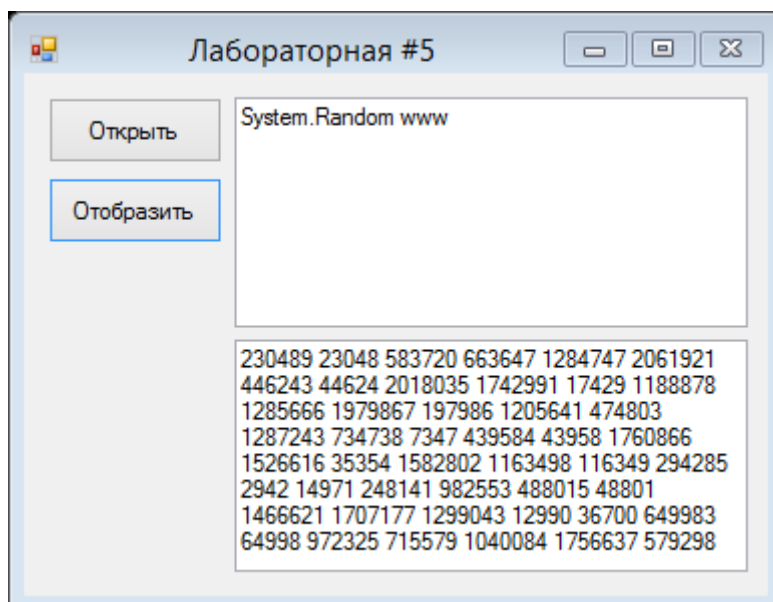 Лабораторная #5
Открыть
System.Random www
Отобразить
230489 23048 583720 663647 1284747 2061921
446243 44624 2018035 1742991 17429 1188878
1285666 1979867 197986 1205641 474803
1287243 734738 7347 439584 43958 1760866
1526616 35354 1582802 1163498 116349 294285
2942 14971 248141 982553 488015 48801
1466621 1707177 1299043 12990 36700 649983
64998 972325 715579 1040084 1756637 579298